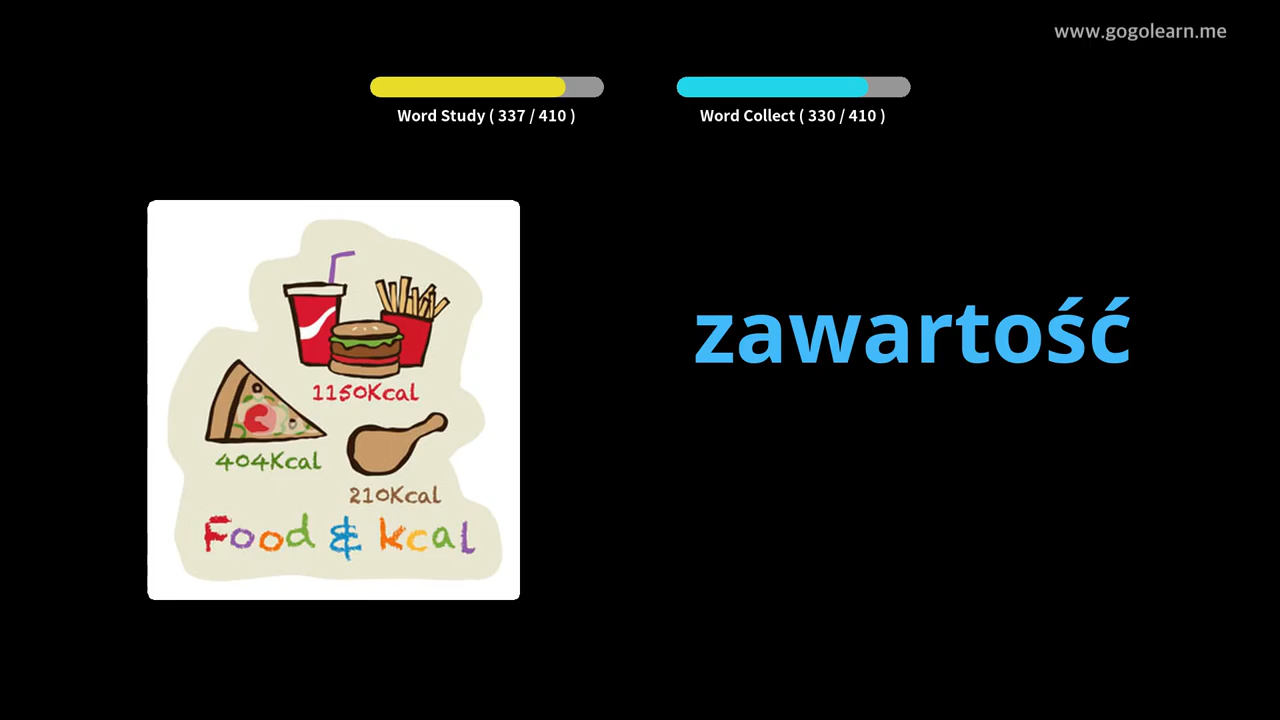 www.gogolearn.me
Word Study ( 337 / 410 )
Word Collect ( 330 / 410 )
zawartość
1150Kcal
404Kcal
210Kcal
Food & kcal